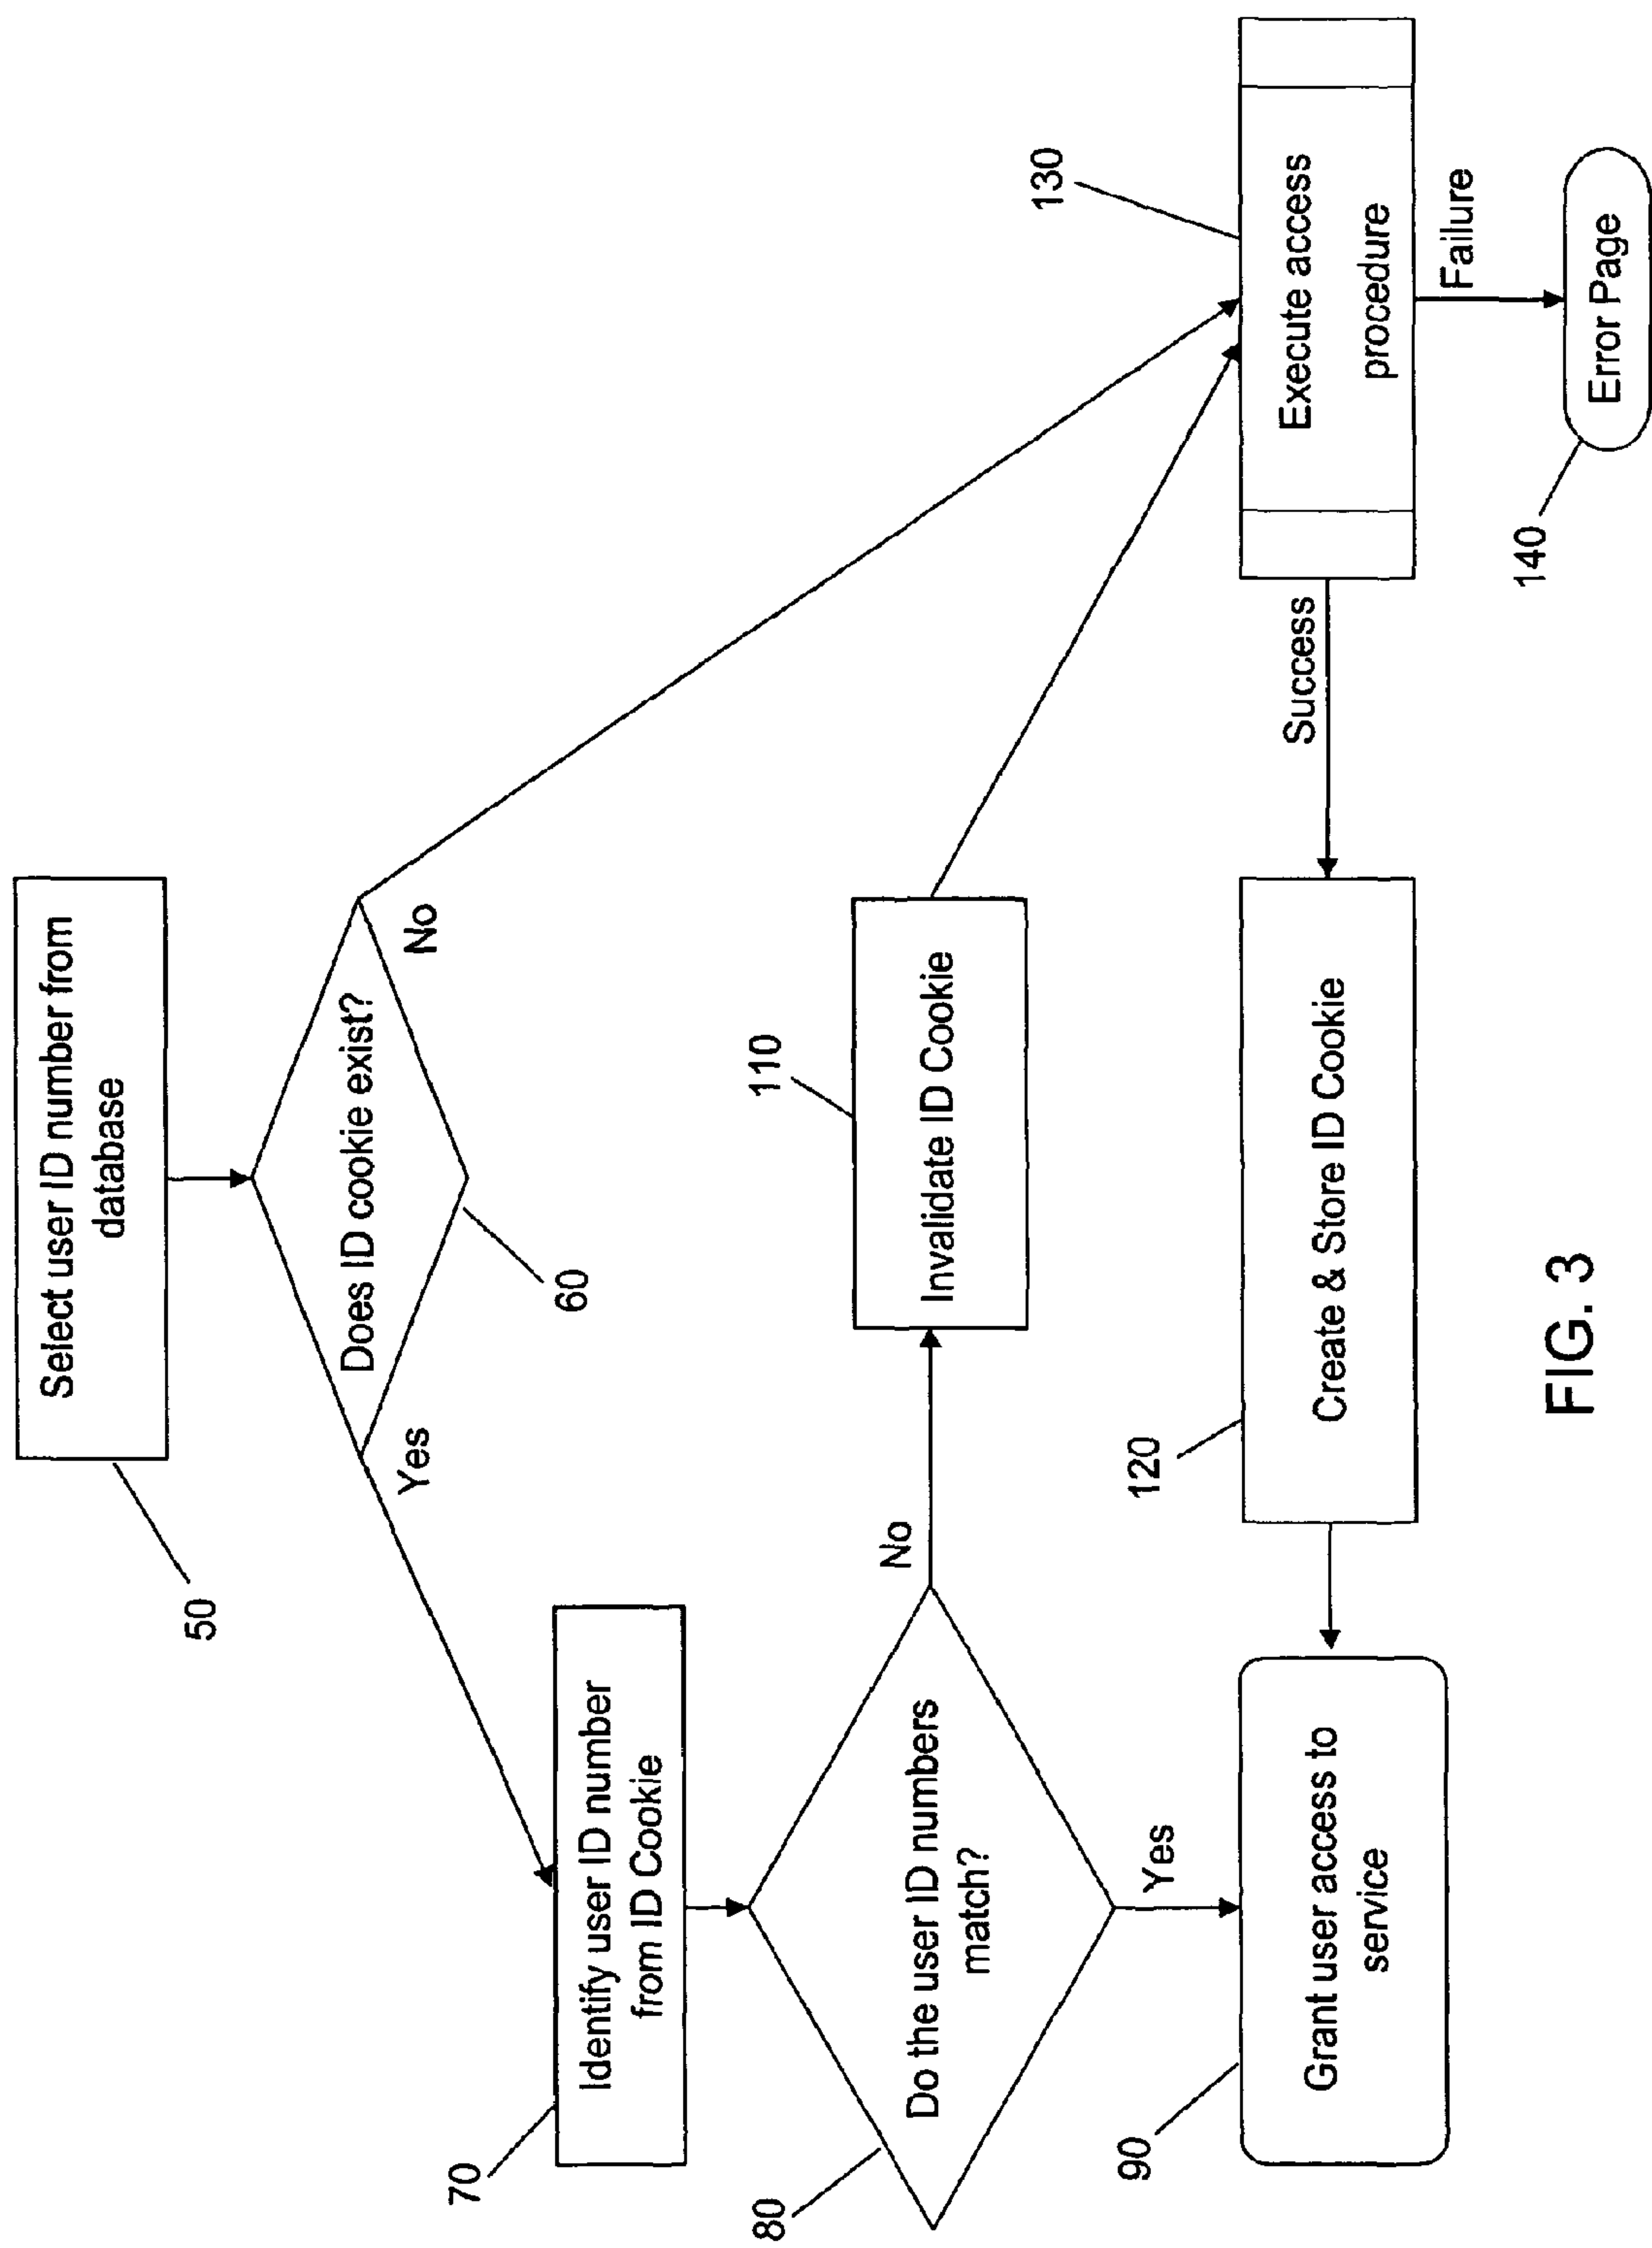 Select user ID number from
database
50
Does ID cookie exist?
60
Yes
No
Identify user ID number
from ID Cookie
70
Do the user ID numbers
match?
80
No
Yes
Invalidate ID Cookie
110
130
Execute access
procedure
Success
Failure
Create & Store ID Cookie
120
Grant user access to
service
90
Error Page
140
FIG. 3